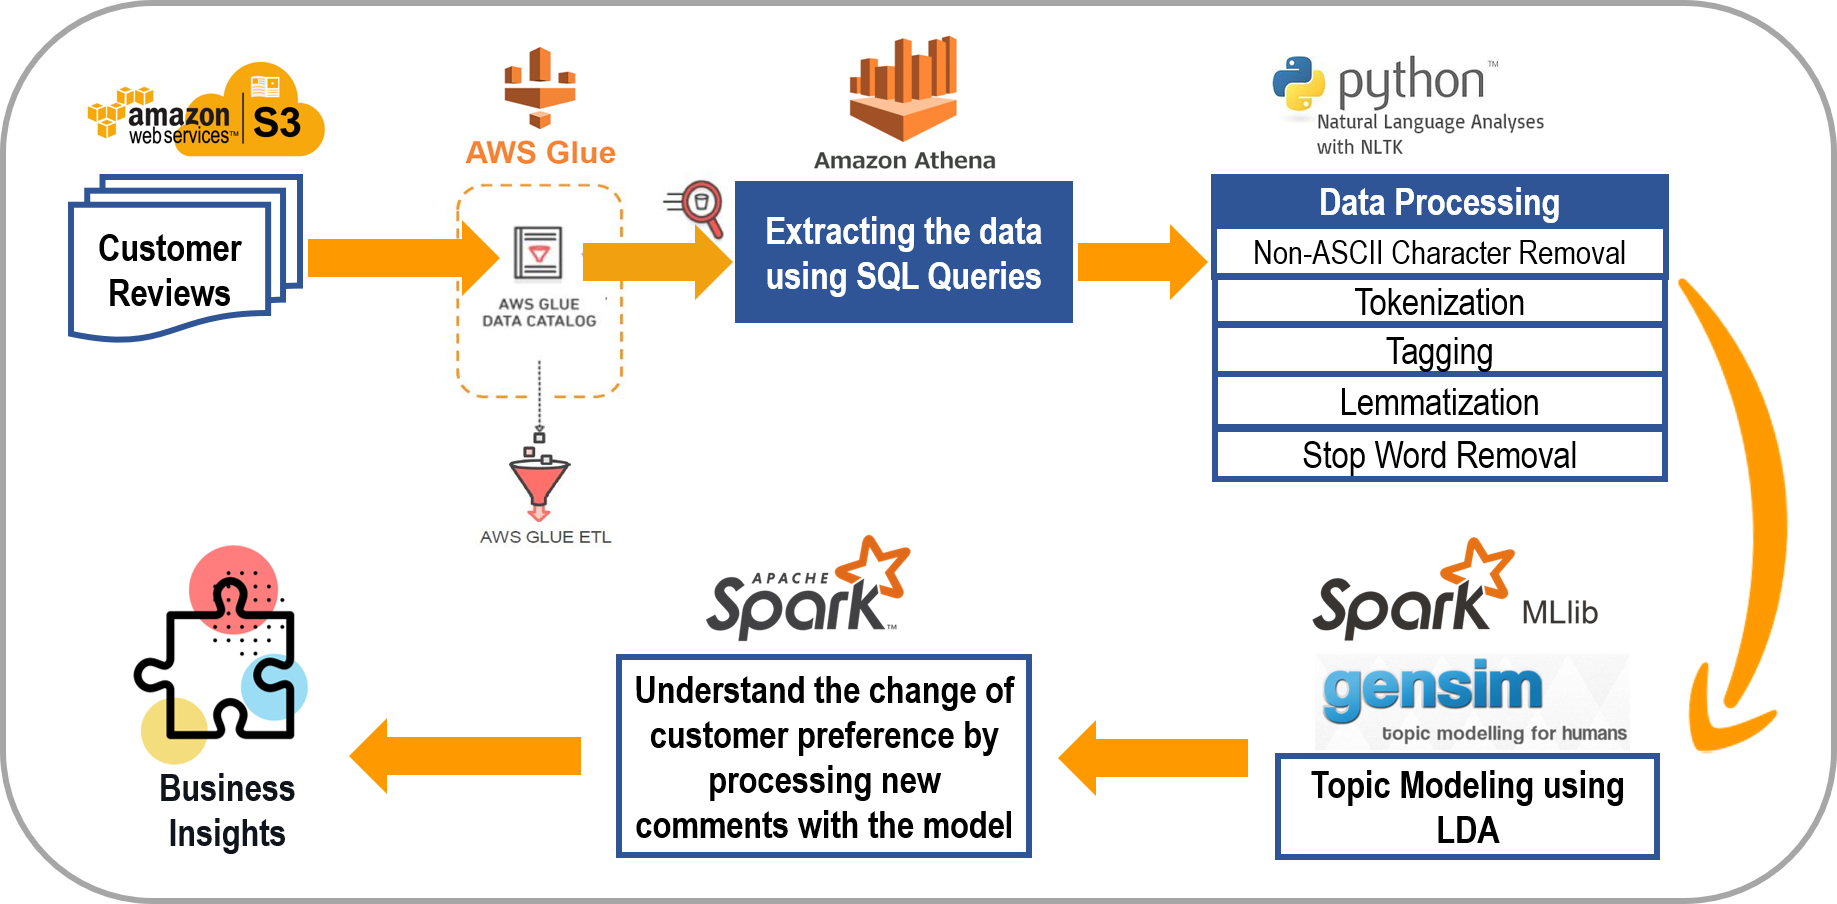 amazon
web services™
S3
Customer
Reviews
AWS Glue
AWS GLUE
DATA CATALOG
AWS GLUE ETL
Amazon Athena
Extracting the data
using SQL Queries
python™
Natural Language Analyses
with NLTK
Data Processing
Non-ASCII Character Removal
Tokenization
Tagging
Lemmatization
Stop Word Removal
Spark MLlib
gensim
topic modelling for humans
Topic Modeling using
LDA
APACHE
Spark™
Understand the change of
customer preference by
processing new
comments with the model
Business
Insights